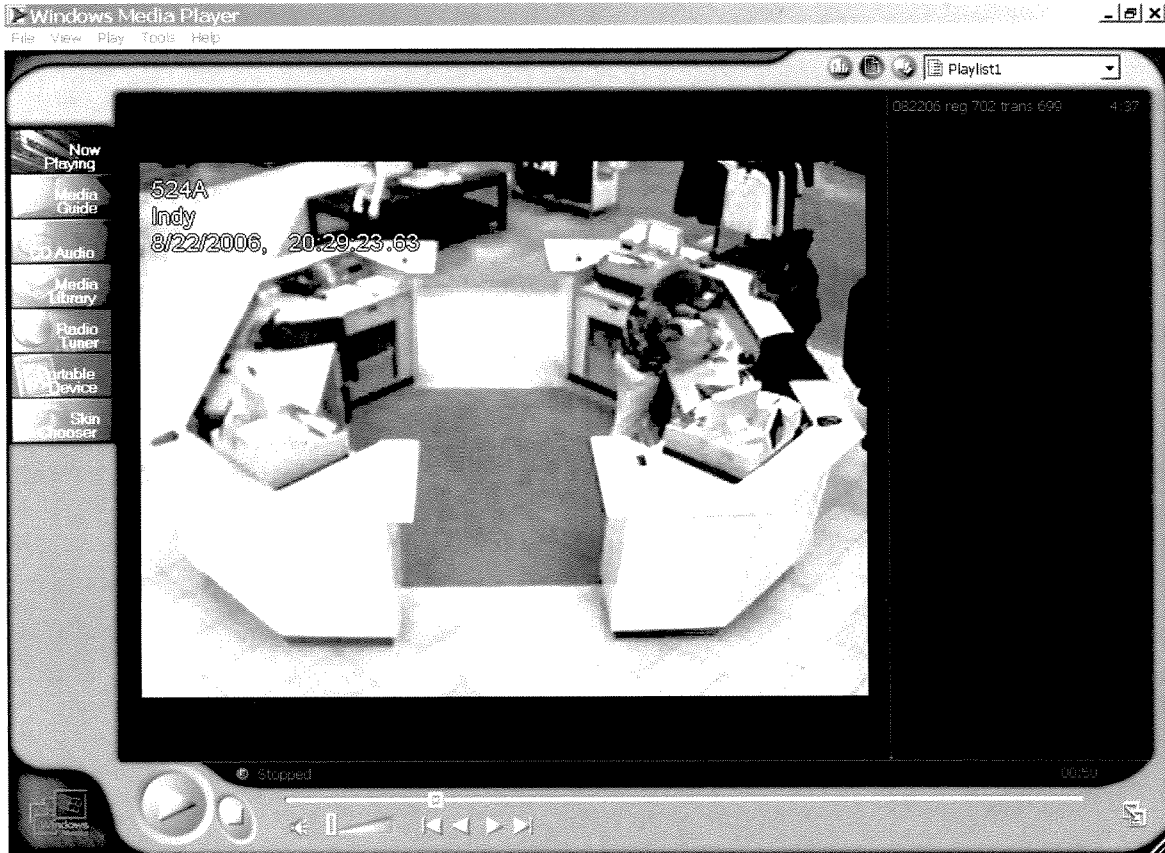 Windows Media Player
File View Play Tools Help
Playlist1
082206 reg 702 trans 699 4:37
Now Playing
Media Guide
CD Audio
Media Library
Radio Tuner
Portable Device
Skin Chooser
524A
Indy
8/22/2006, 20:29:23.63
Stopped
00:50
Windows